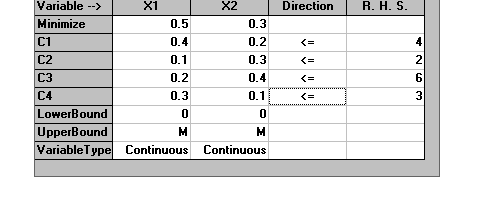 Variable --> X1 X2 Direction R. H. S.
Minimize 0.5 0.3
C1 0.4 0.2 <= 4
C2 0.1 0.3 <= 2
C3 0.2 0.4 <= 6
C4 0.3 0.1 <= 3
LowerBound 0 0
UpperBound M M
VariableType Continuous Continuous